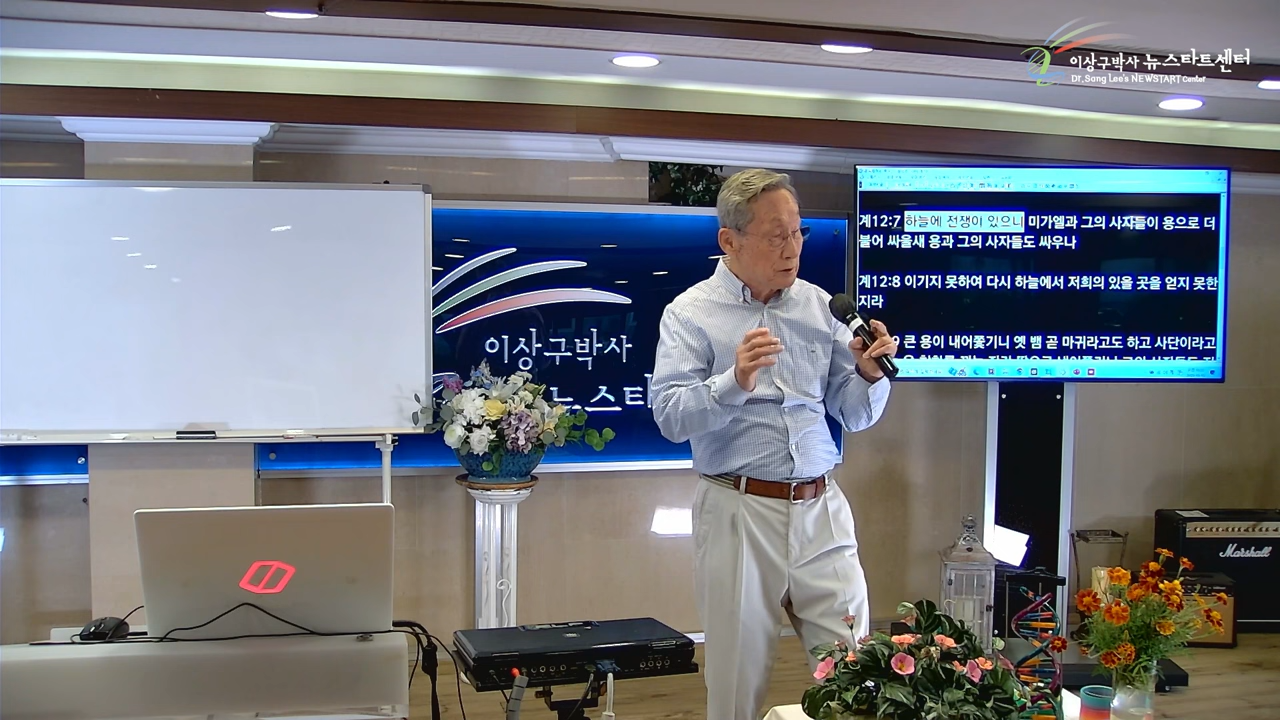 이상구박사 뉴스타트센터
Dr. Sang Lee's NEWSTART Center
계12:7 하늘에 전쟁이 있으니 미가엘과 그의 사자들이 용으로 더
불어 싸울새 용과 그의 사자들도 싸우나
계12:8 이기지 못하여 다시 하늘에서 저희의 있을 곳을 얻지 못한
지라
9 큰 용이 내어쫓기니 옛 뱀 곧 마귀라고도 하고 사단이라고
이상구박사
뉴스타
Marshall